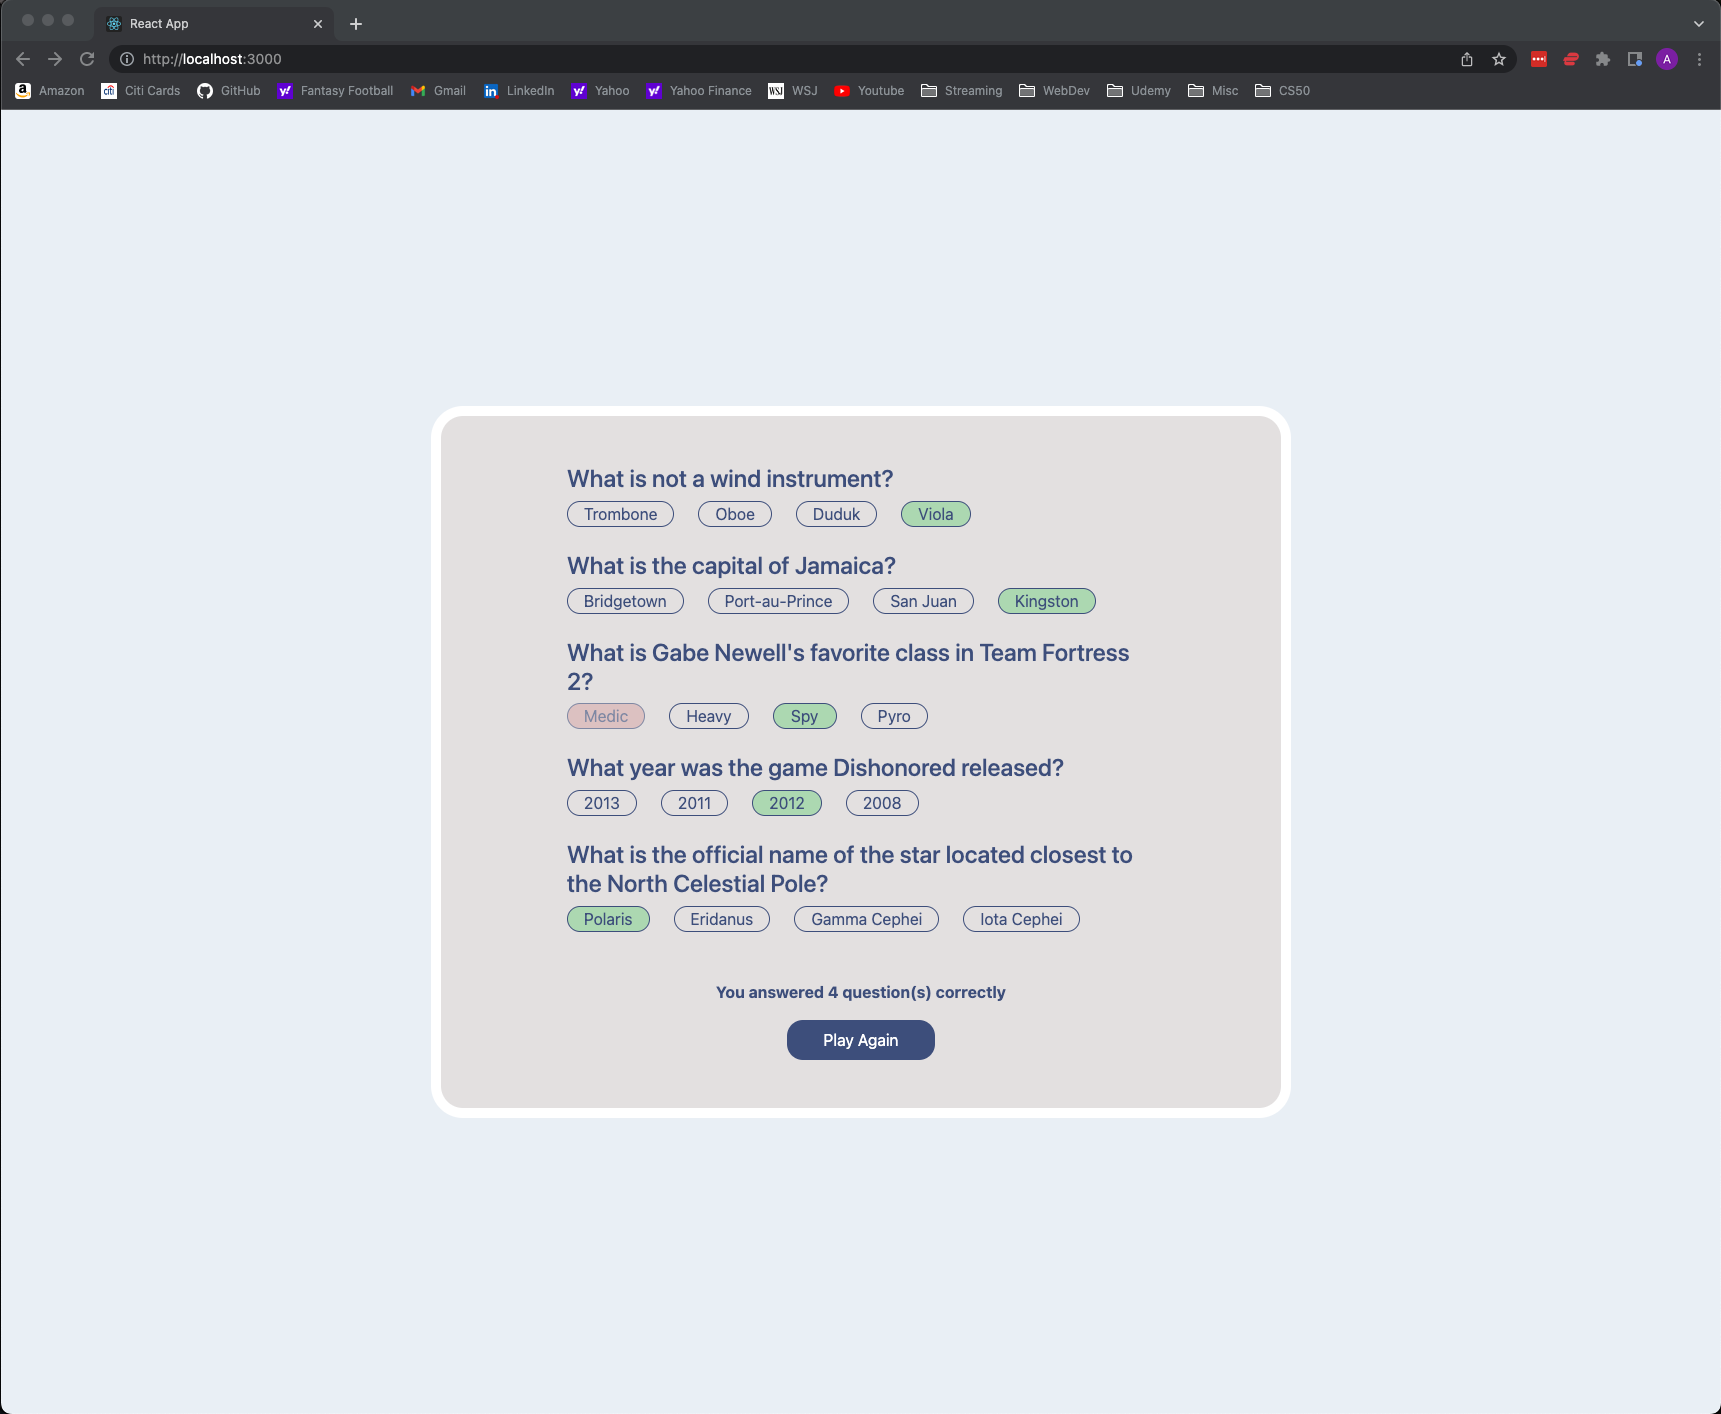 React App
http://localhost:3000
A
Amazon Citi Cards GitHub Fantasy Football Gmail LinkedIn Yahoo Yahoo Finance WSJ Youtube Streaming WebDev Udemy Misc CS50
What is not a wind instrument?
Trombone Oboe Duduk Viola
What is the capital of Jamaica?
Bridgetown Port-au-Prince San Juan Kingston
What is Gabe Newell's favorite class in Team Fortress
2?
Medic Heavy Spy Pyro
What year was the game Dishonored released?
2013 2011 2012 2008
What is the official name of the star located closest to
the North Celestial Pole?
Polaris Eridanus Gamma Cephei Iota Cephei
You answered 4 question(s) correctly
Play Again